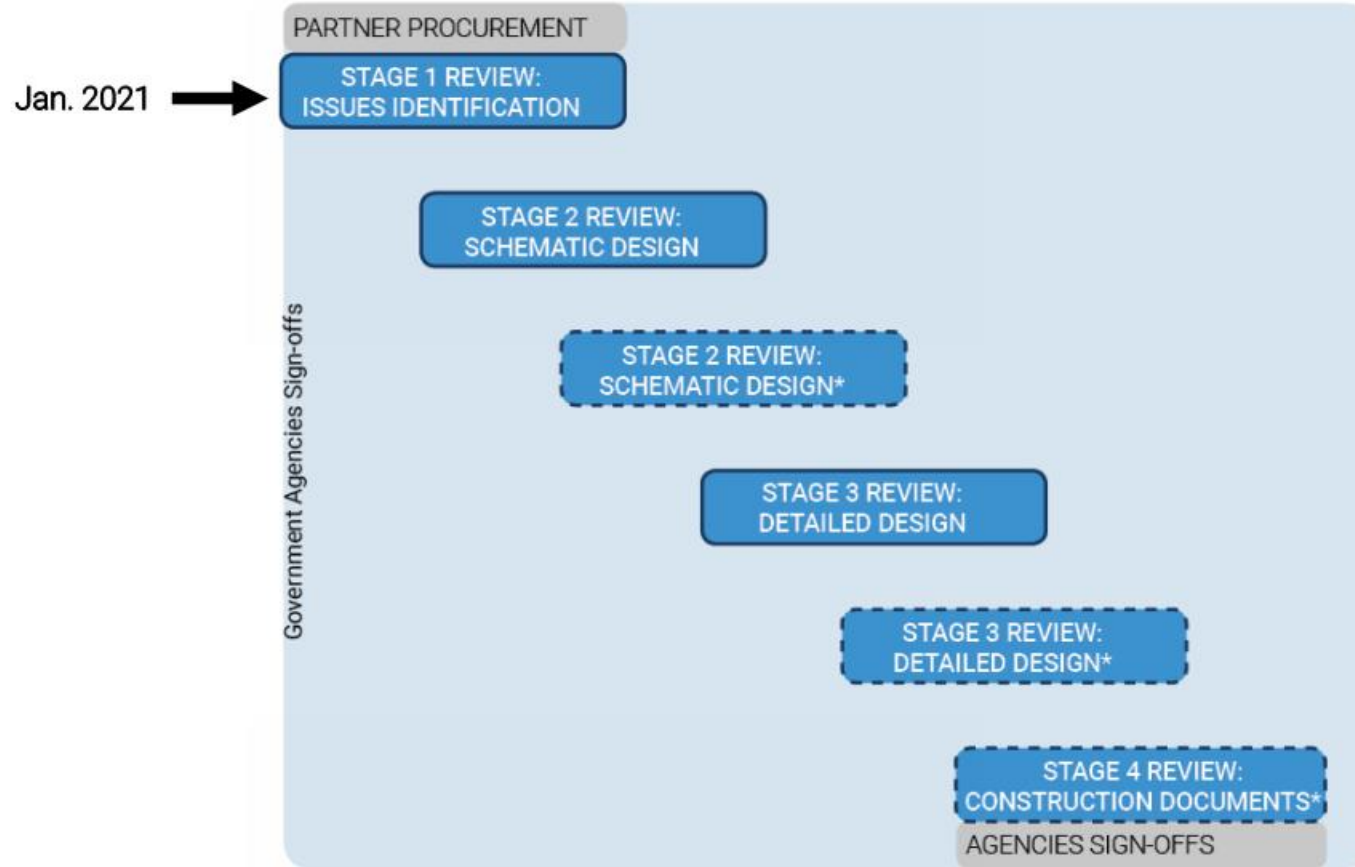 PARTNER PROCUREMENT
Jan. 2021
STAGE 1 REVIEW:
ISSUES IDENTIFICATION
STAGE 2 REVIEW:
SCHEMATIC DESIGN
STAGE 2 REVIEW:
SCHEMATIC DESIGN*
Government Agencies Sign-offs
STAGE 3 REVIEW:
DETAILED DESIGN
STAGE 3 REVIEW:
DETAILED DESIGN*
STAGE 4 REVIEW:
CONSTRUCTION DOCUMENTS*
AGENCIES SIGN-OFFS